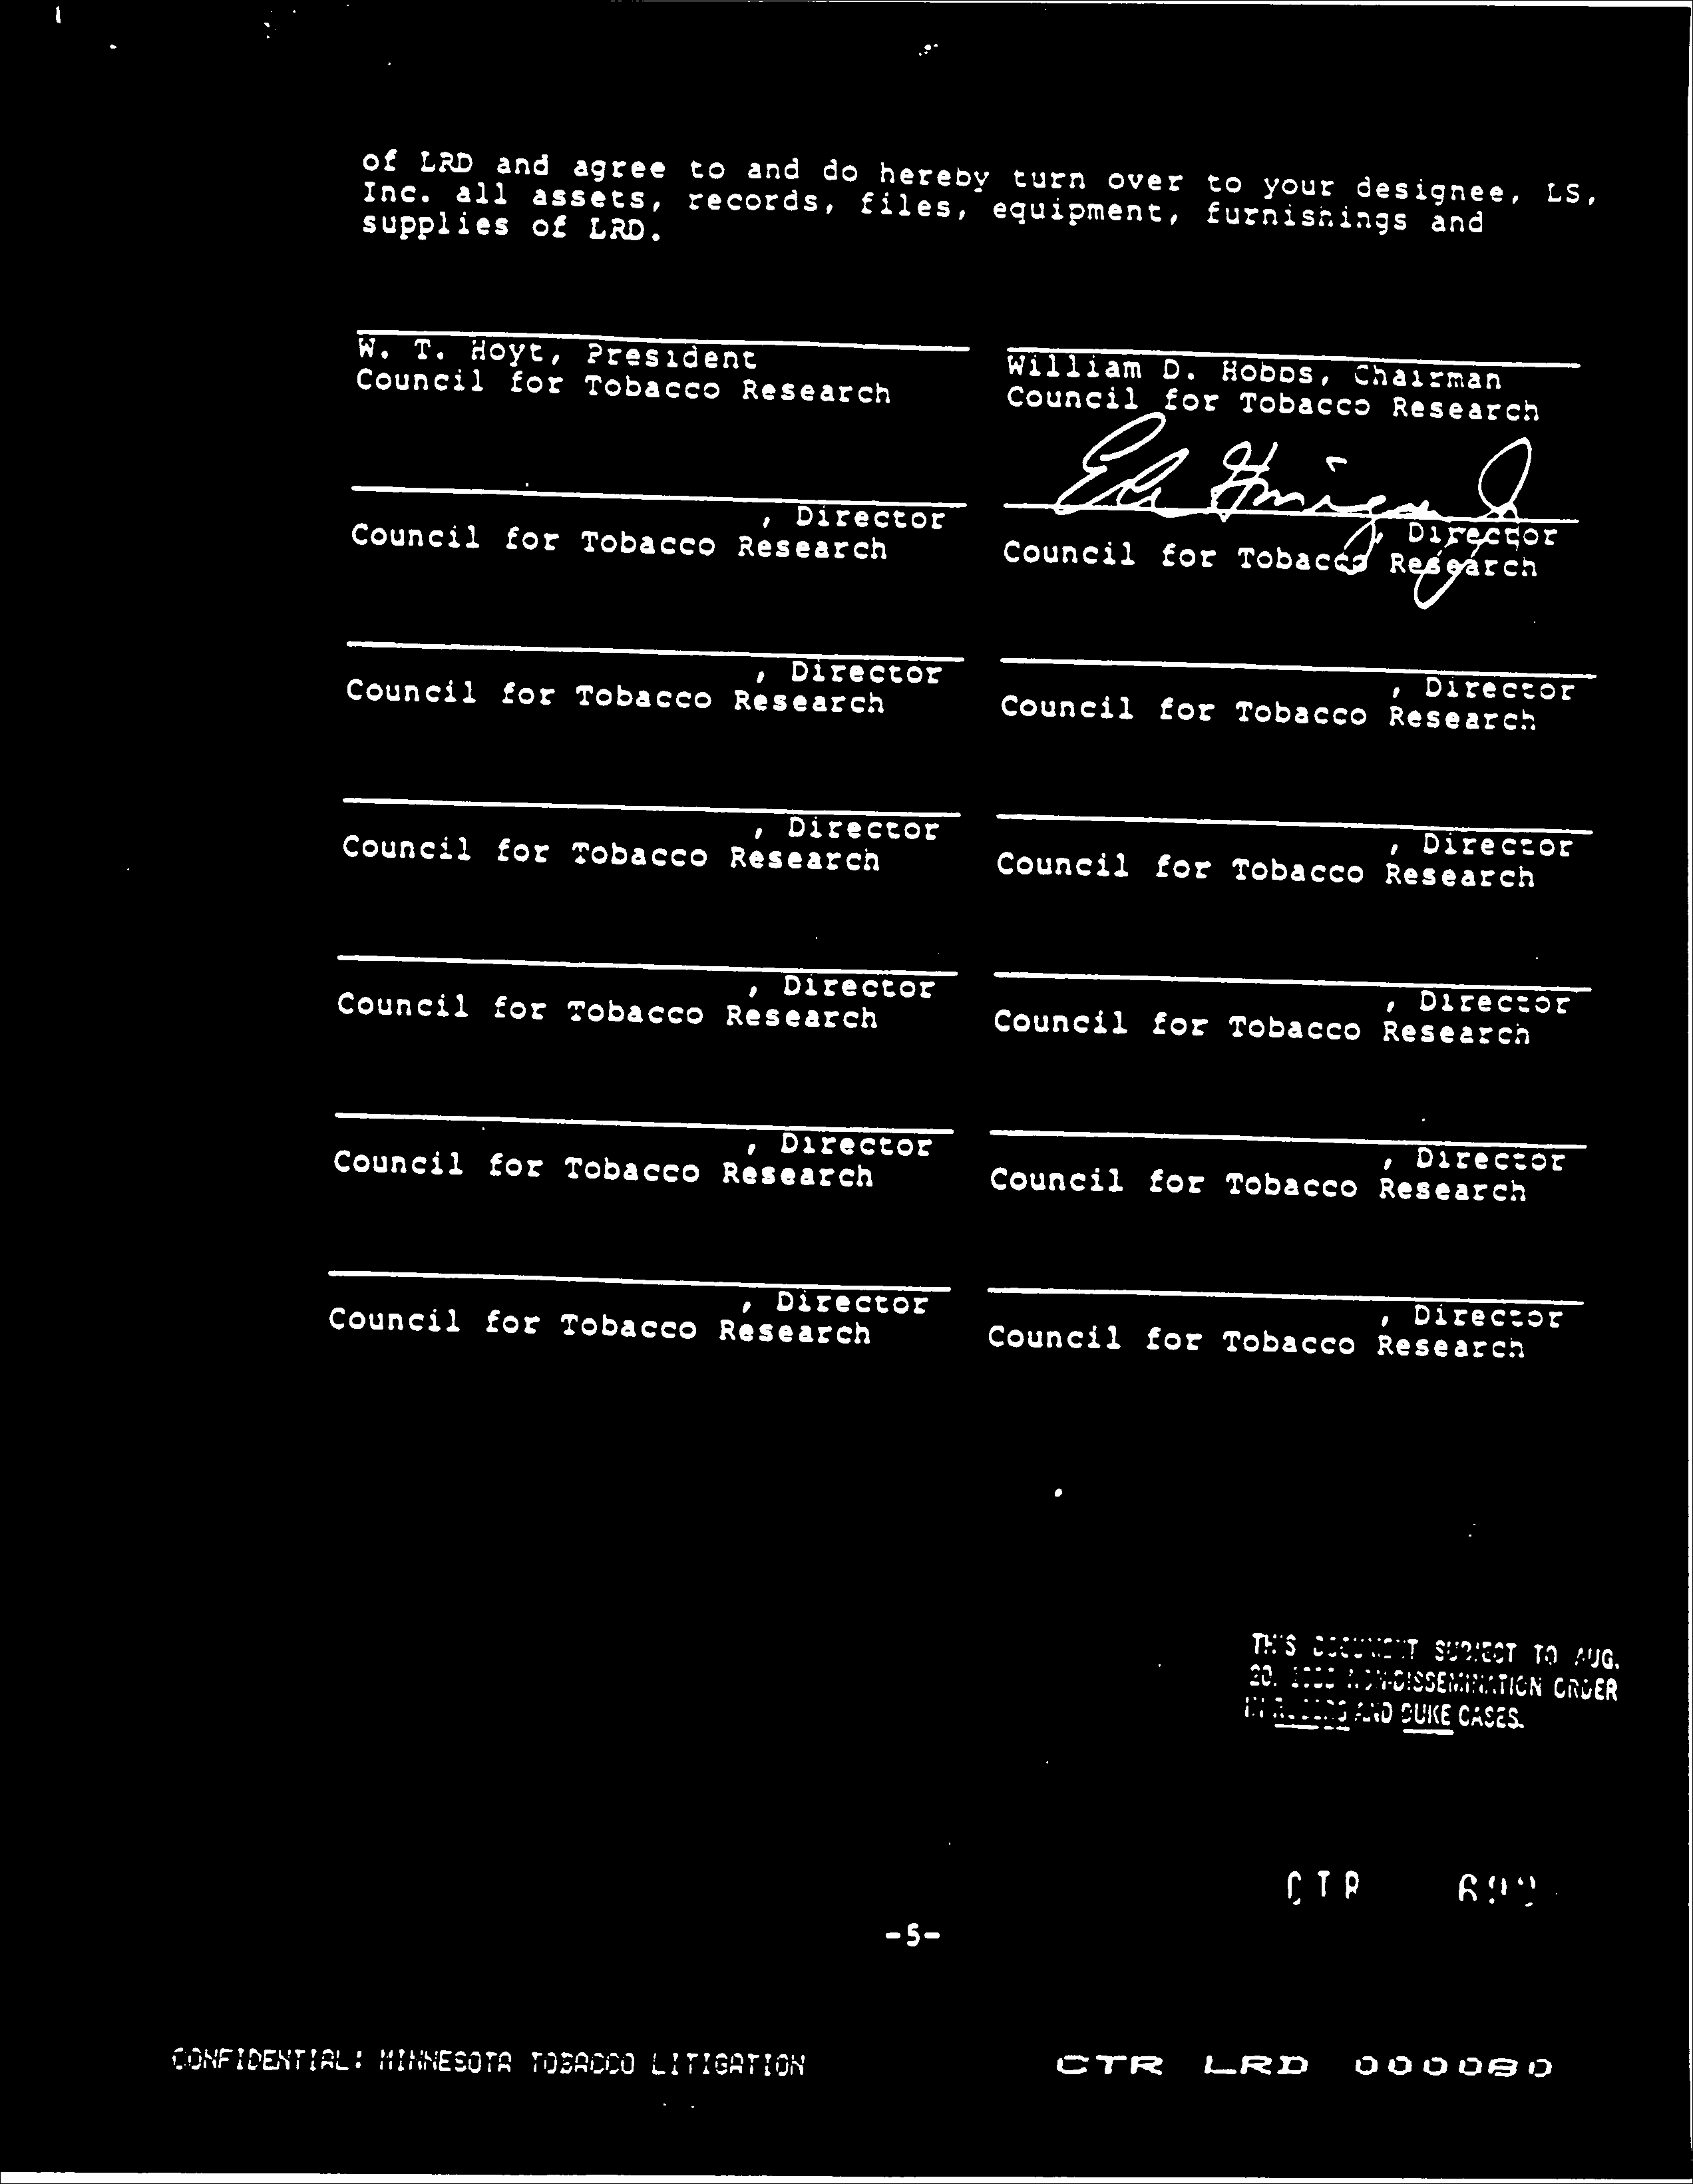 of LRD and agree to and do hereby turn over to your designee, LS,
Inc. all assets, records, files, equipment, furnishings and
supplies of LRD.
W. T. Hoyt, President
Council for Tobacco Research
William D. Hobbs, Chairman
Council for Tobacco Research
, Director
Council for Tobacco Research
, Director
Council for Tobacco Research
, Director
Council for Tobacco Research
, Director
Council for Tobacco Research
, Director
Council for Tobacco Research
, Director
Council for Tobacco Research
, Director
Council for Tobacco Research
, Director
Council for Tobacco Research
, Director
Council for Tobacco Research
, Director
Council for Tobacco Research
, Director
Council for Tobacco Research
, Director
Council for Tobacco Research
THIS DOCUMENT SUBJECT TO AUG.
20, NON-DISSEMINATION ORDER
IN AND DUKE CASES.
CTR
-5-
CONFIDENTIAL: MINNESOTA TOBACCO LITIGATION
CTR LRD 000080